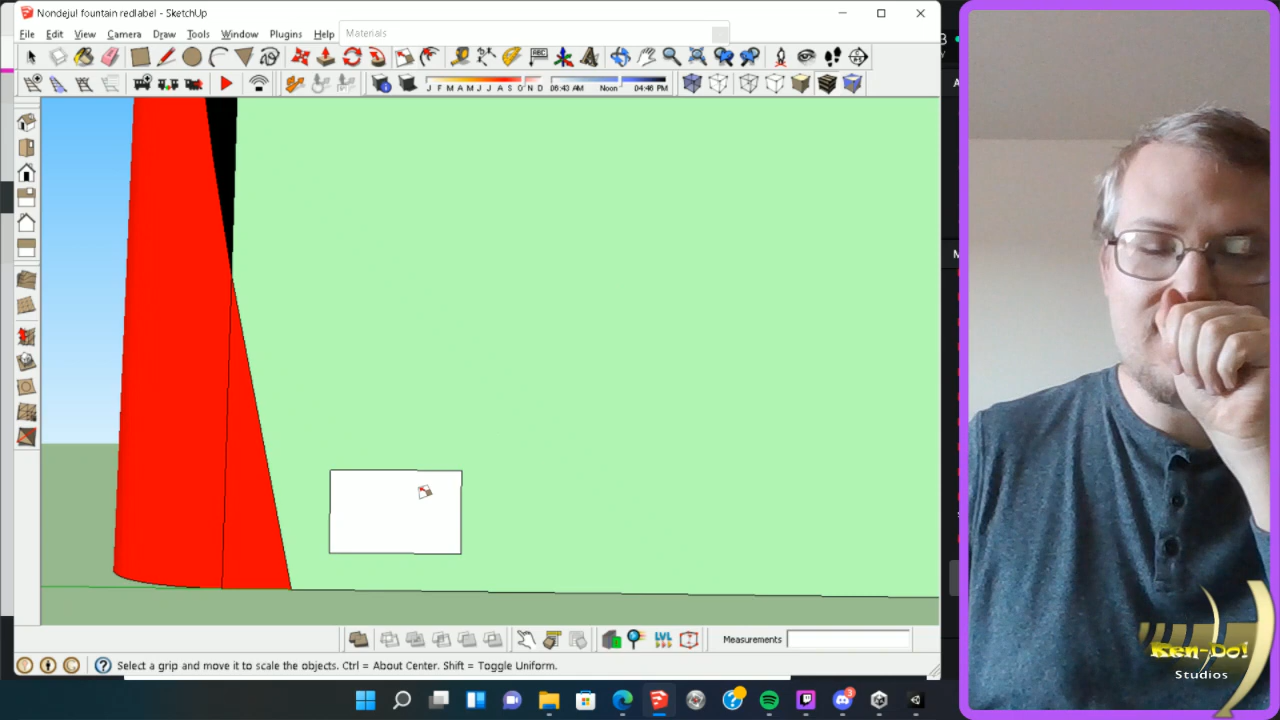 Nondejul fountain redlabel - SketchUp
File Edit Camera Draw Tools Window Plugins Help
Materials
J F M A M J J A S O N D
06:43 AM Noon 04:46 PM
LVL
Measurements
Select a grip and move it to scale the objects. Ctrl = About Center. Shift = Toggle Uniform.
3
Ken-Do!
Studios